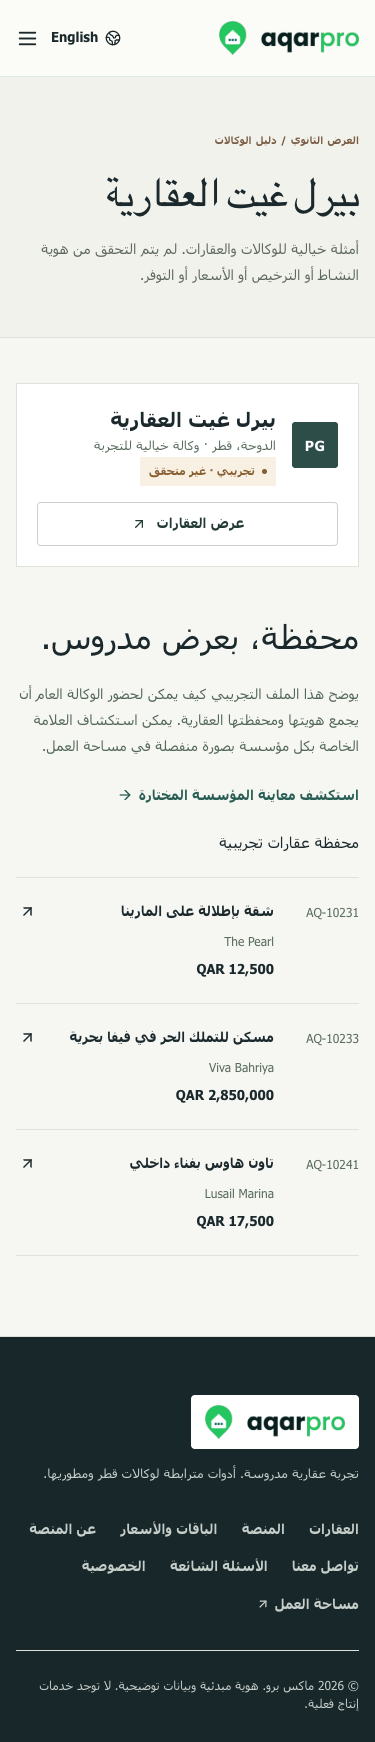 aqarpro
English
العرض الثانوي / دليل الوكالات
بيرل غيت العقارية
أمثلة خيالية للوكالات والعقارات. لم يتم التحقق من هوية
النشاط أو الترخيص أو الأسعار أو التوفر.
PG
بيرل غيت العقارية
الدوحة، قطر · وكالة خيالية للتجربة
تجريبي · غير متحقق
عرض العقارات
محفظة، بعرض مدروس.
يوضح هذا الملف التجريبي كيف يمكن لحضور الوكالة العام أن
يجمع هويتها ومحفظتها العقارية. يمكن استكشاف العلامة
الخاصة بكل مؤسسة بصورة منفصلة في مساحة العمل.
استكشف معاينة المؤسسة المختارة
محفظة عقارات تجريبية
AQ-10231
شقة بإطلالة على المارينا
The Pearl
QAR 12,500
AQ-10233
مسكن للتملك الحر في فيفا بحرية
Viva Bahriya
QAR 2,850,000
AQ-10241
تاون هاوس بفناء داخلي
Lusail Marina
QAR 17,500
aqarpro
تجربة عقارية مدروسة. أدوات مترابطة لوكالات قطر ومطوريها.
العقارات المنصة الباقات والأسعار عن المنصة
تواصل معنا الأسئلة الشائعة الخصوصية
مساحة العمل
© 2026 ماكس برو. هوية مبدئية وبيانات توضيحية. لا توجد خدمات
إنتاج فعلية.